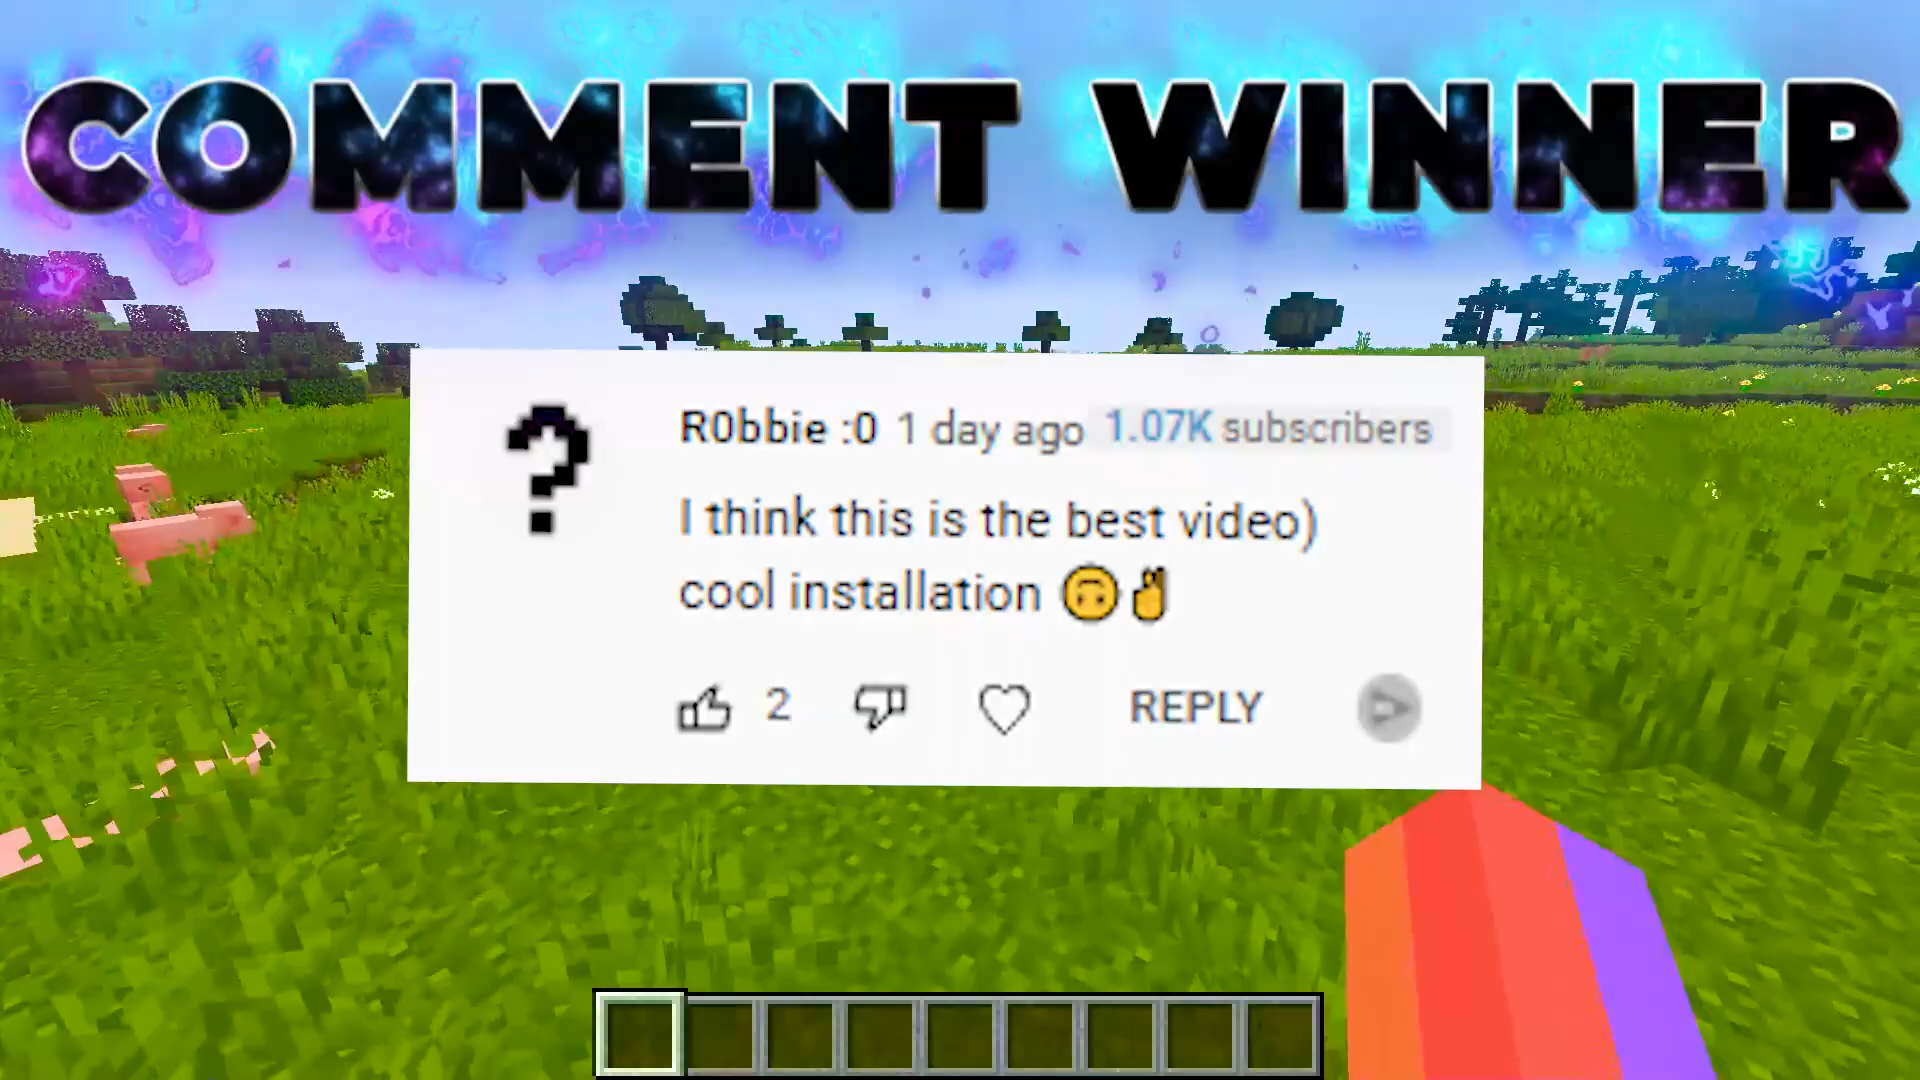 COMMENT WINNER
R0bbie :0 1 day ago 1.07K subscribers
I think this is the best video)
cool installation 🙃✌
2 REPLY